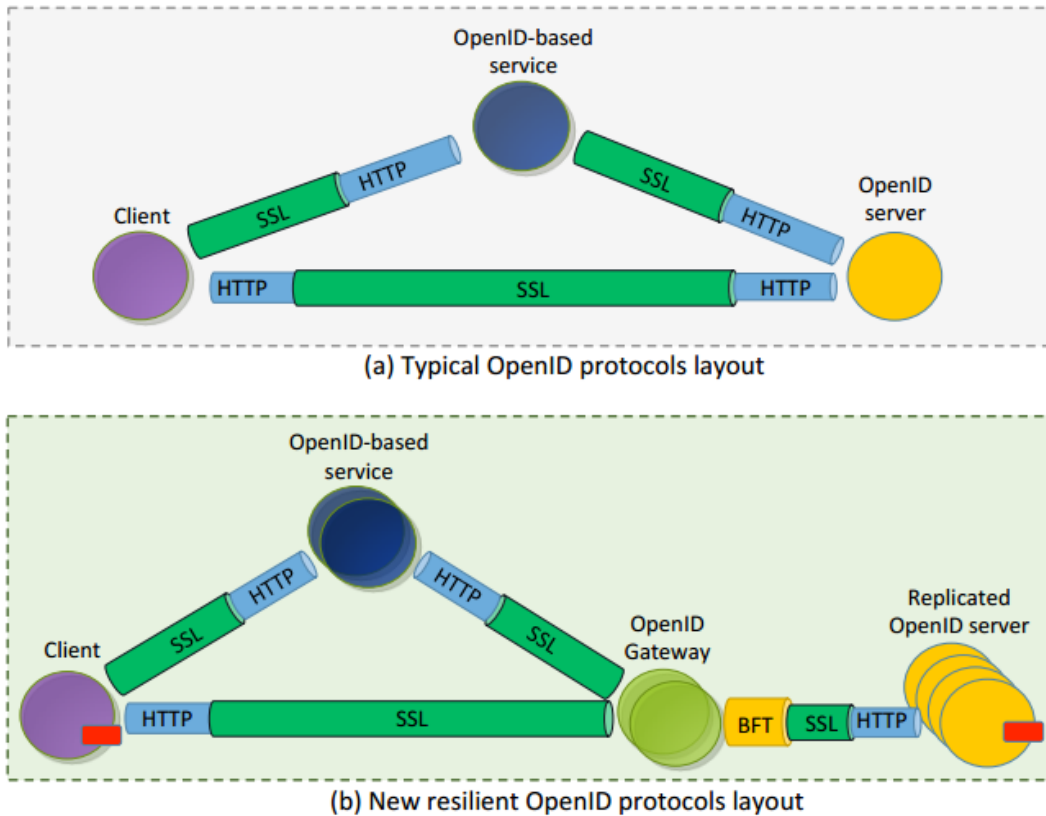 OpenID-based
service
Client
OpenID
server
SSL
HTTP
SSL
HTTP
HTTP
SSL
HTTP
(a) Typical OpenID protocols layout
OpenID-based
service
Client
OpenID
Gateway
Replicated
OpenID server
SSL
HTTP
HTTP
SSL
HTTP
SSL
BFT
SSL
HTTP
(b) New resilient OpenID protocols layout